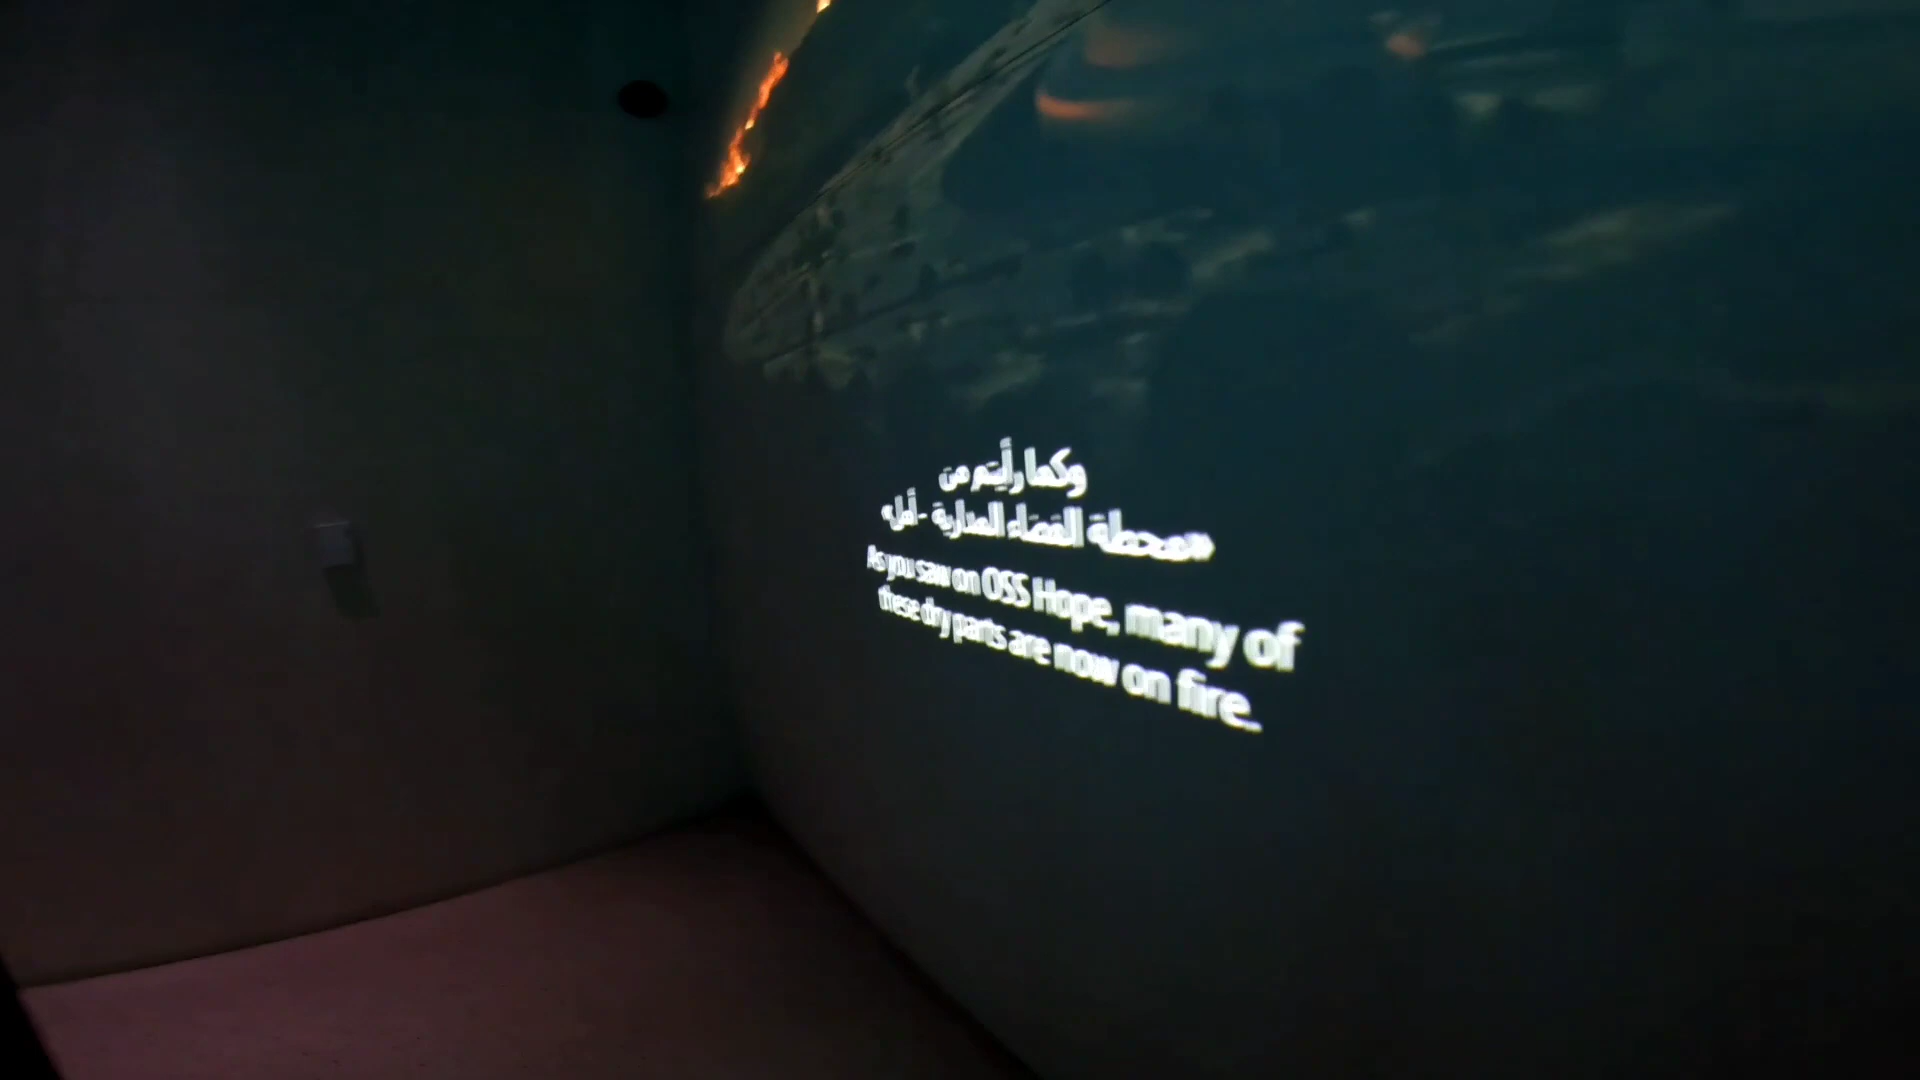 وكما رأيتم من
«محطة الفضاء المدارية - أمل»
As you saw on OSS Hope, many of
these dry parts are now on fire.